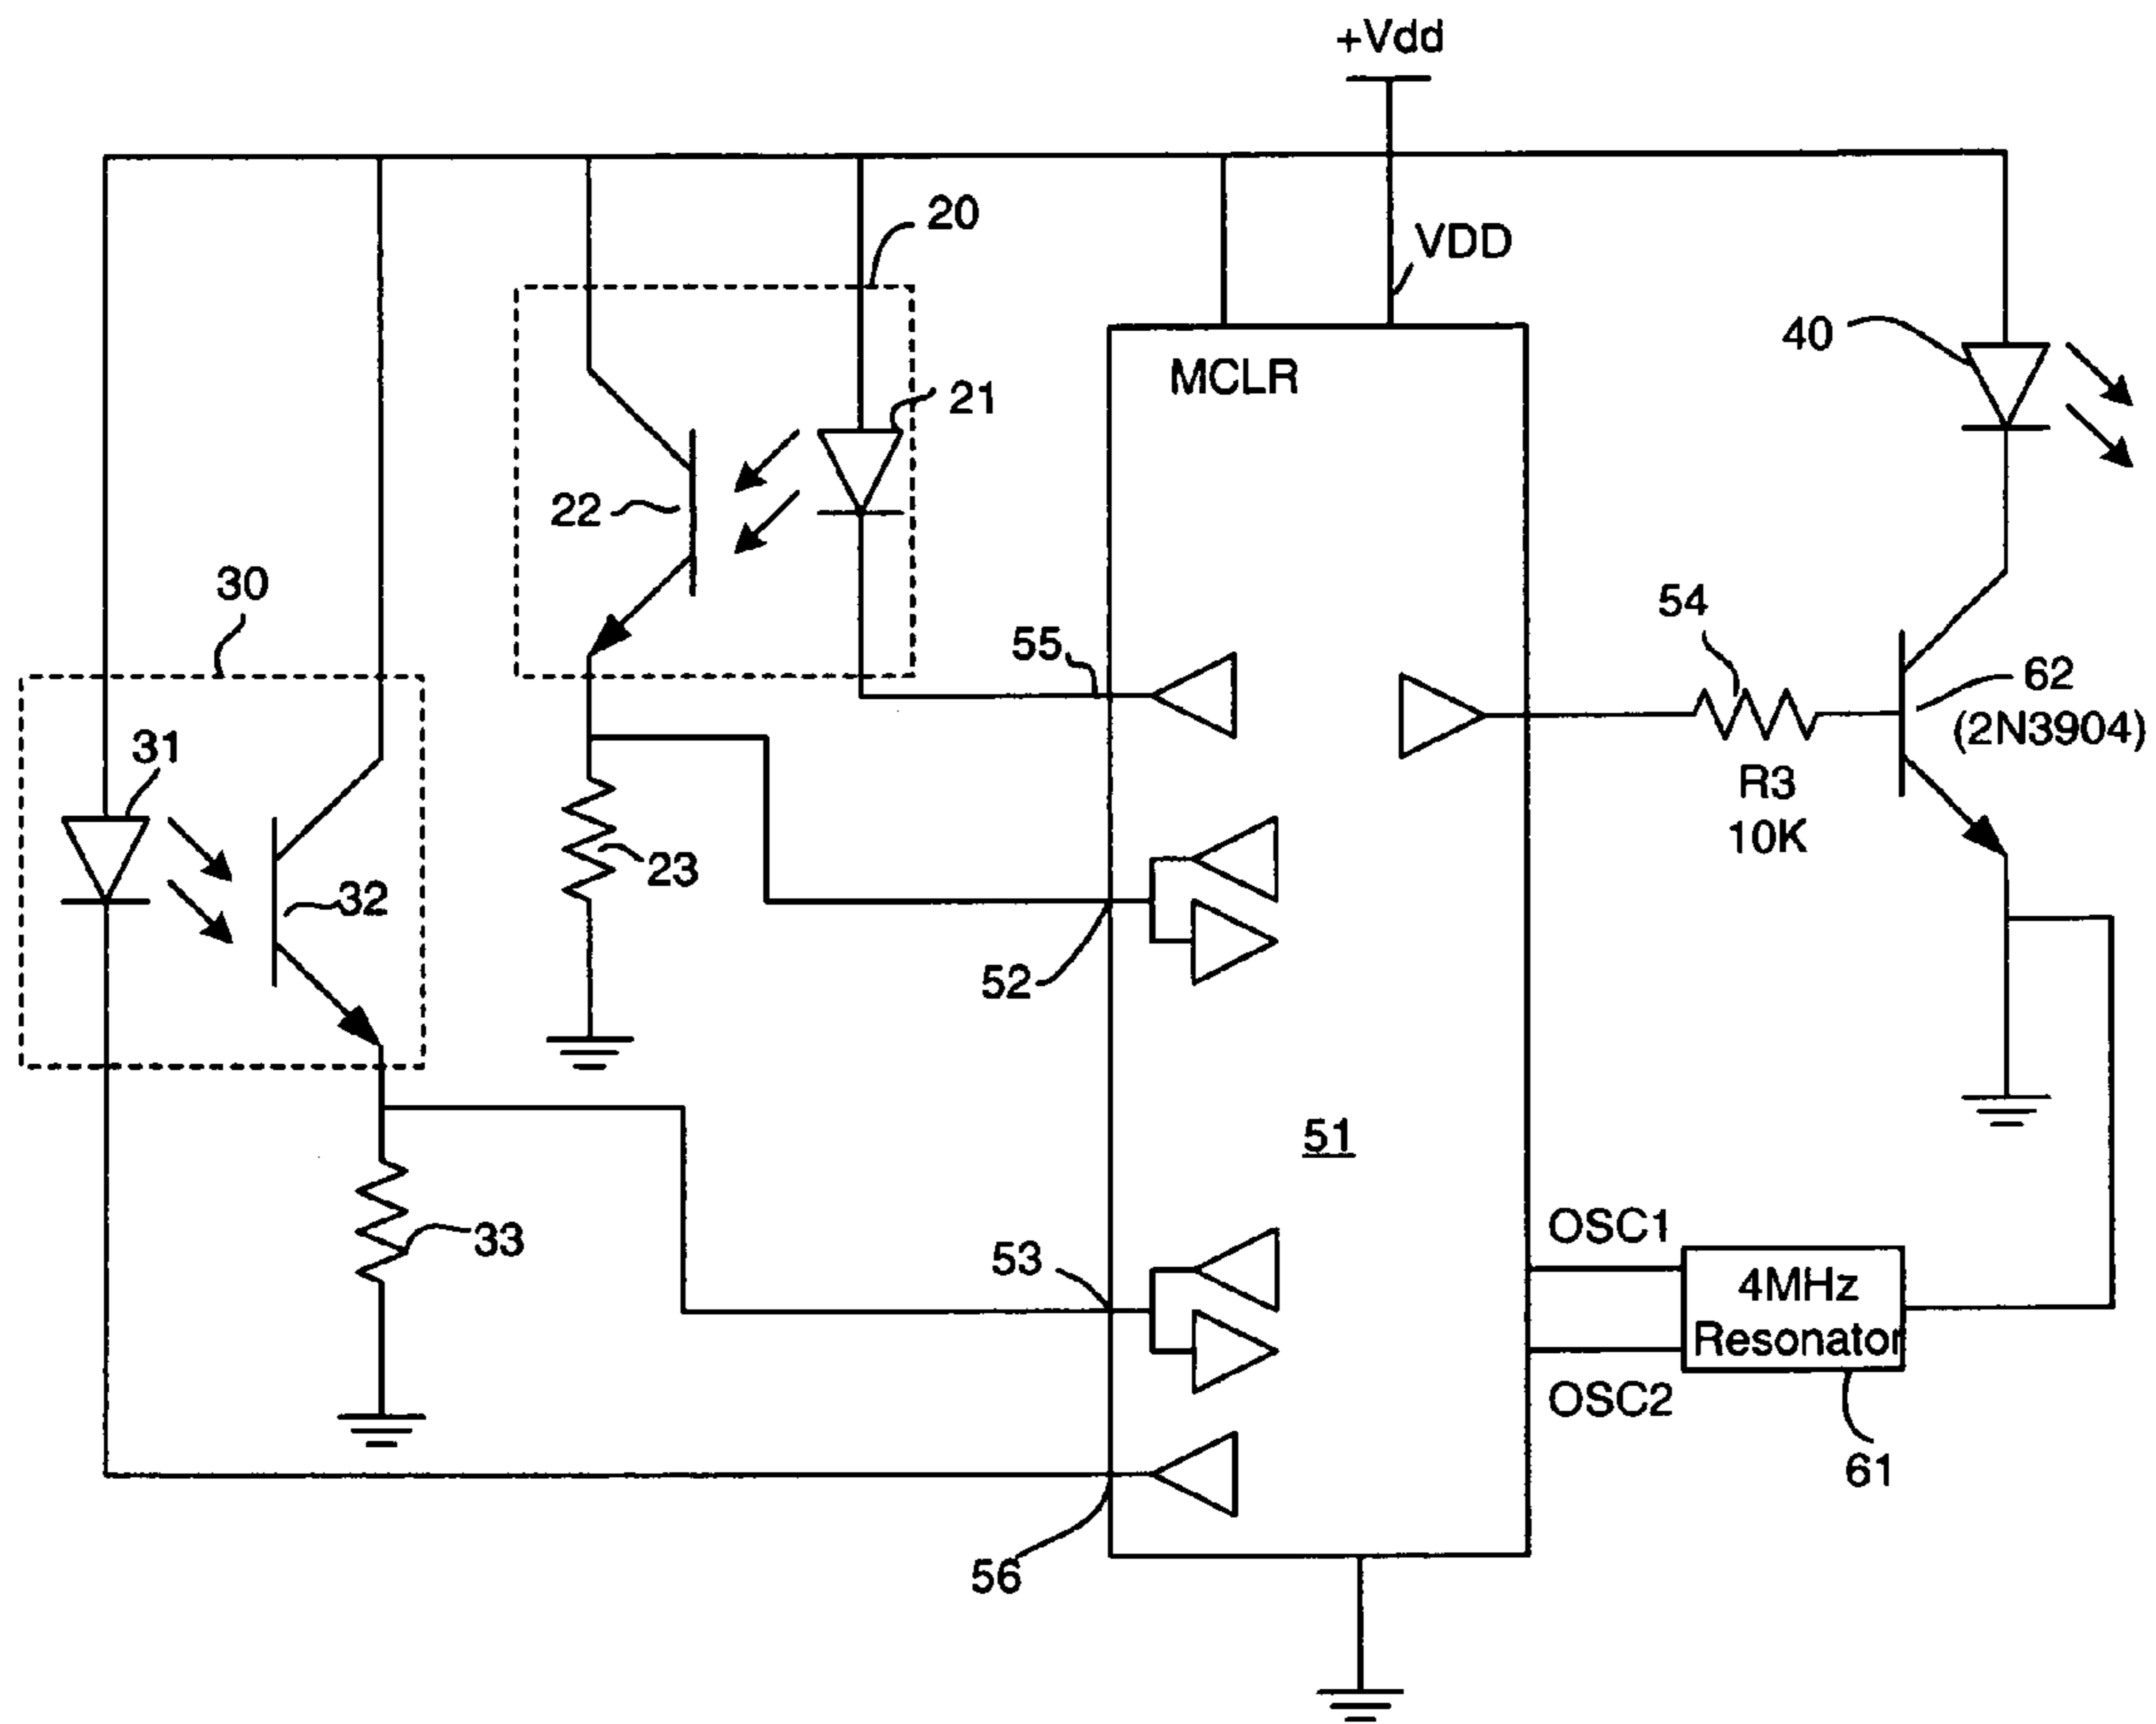 +Vdd
20
VDD
40
MCLR
21
22
30
54
55
62
(2N3904)
31
R3
10K
23
32
52
51
53
OSC1
33
4MHz
Resonator
OSC2
61
56